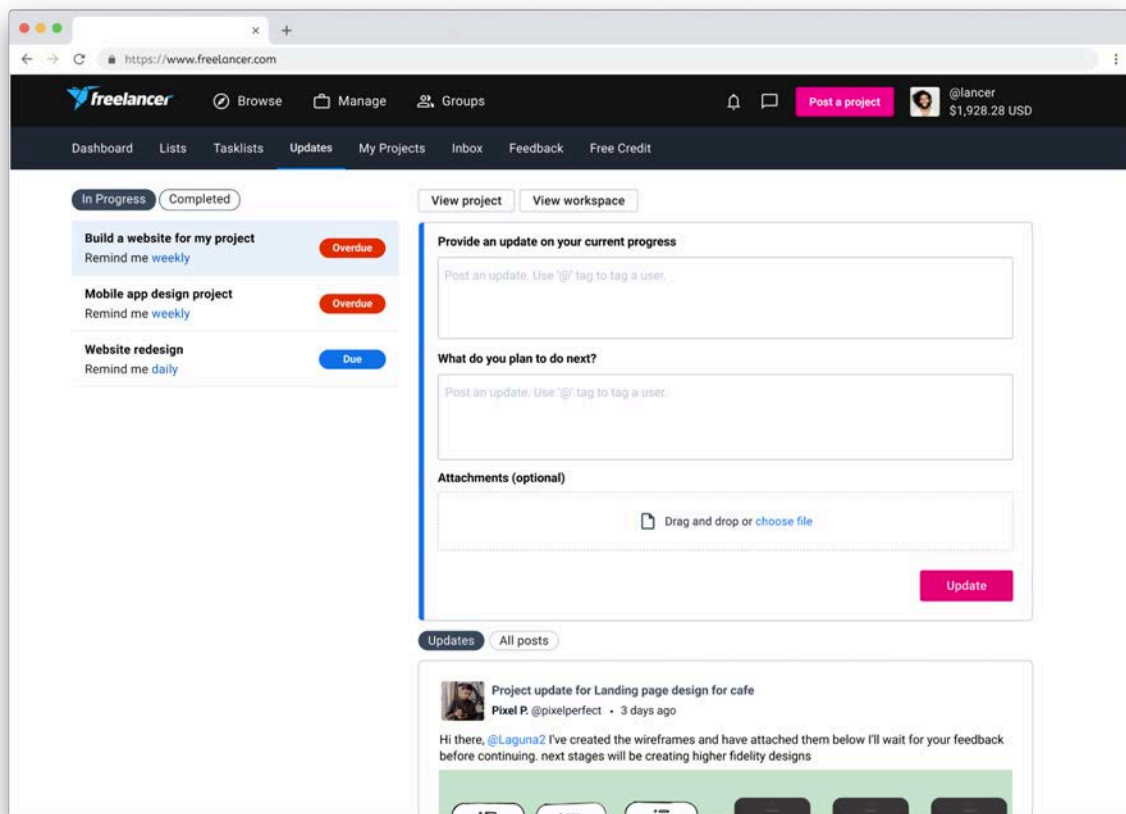 https://www.freelancer.com
freelancer
Browse
Manage
Groups
Post a project
@lancer
$1,928.28 USD
Dashboard
Lists
Tasklists
Updates
My Projects
Inbox
Feedback
Free Credit
In Progress
Completed
Build a website for my project
Remind me weekly
Overdue
Mobile app design project
Remind me weekly
Overdue
Website redesign
Remind me daily
Due
View project
View workspace
Provide an update on your current progress
Post an update. Use '@' tag to tag a user.
What do you plan to do next?
Post an update. Use '@' tag to tag a user.
Attachments (optional)
Drag and drop or choose file
Update
Updates
All posts
Project update for Landing page design for cafe
Pixel P. @pixelperfect • 3 days ago
Hi there, @Laguna2 I've created the wireframes and have attached them below I'll wait for your feedback
before continuing. next stages will be creating higher fidelity designs